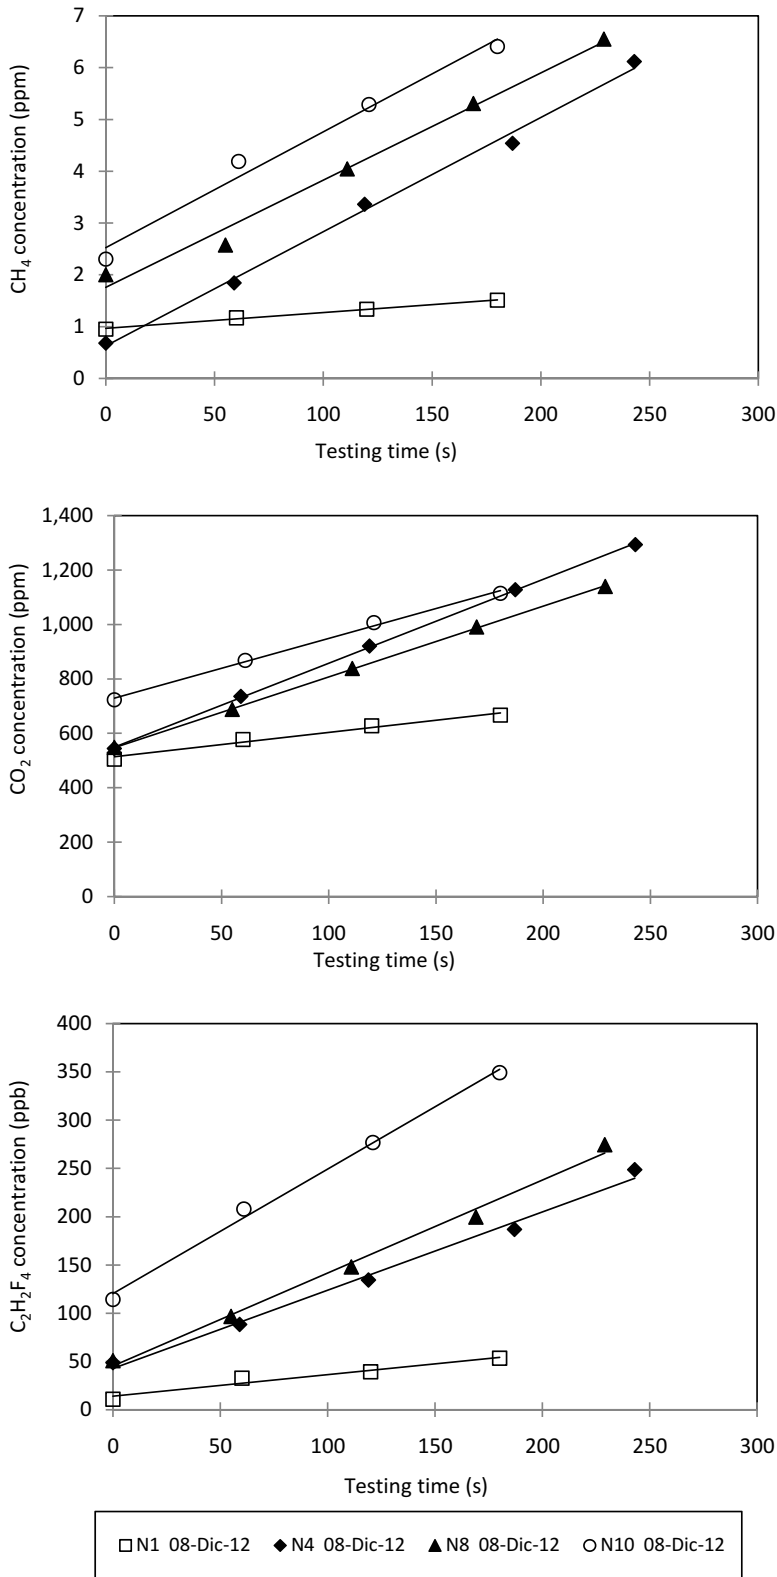 7
6
5
4
3
2
1
0
CH₄ concentration (ppm)
0 50 100 150 200 250 300
Testing time (s)
1,400
1,200
1,000
800
600
400
200
0
CO₂ concentration (ppm)
0 50 100 150 200 250 300
Testing time (s)
400
350
300
250
200
150
100
50
0
C₂H₂F₄ concentration (ppb)
0 50 100 150 200 250 300
Testing time (s)
N1 08-Dic-12 N4 08-Dic-12 N8 08-Dic-12 N10 08-Dic-12